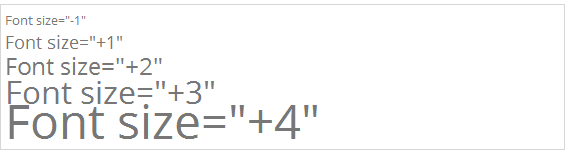 Font size="-1"
Font size="+1"
Font size="+2"
Font size="+3"
Font size="+4"